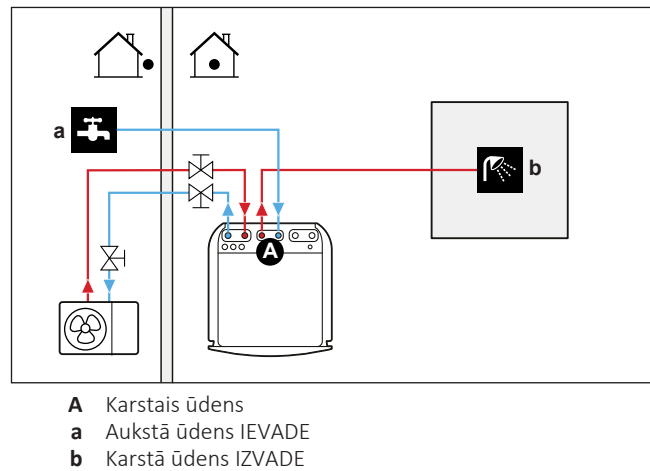 a
b
A
A Karstais ūdens
a Aukstā ūdens IEVADE
b Karstā ūdens IZVADE